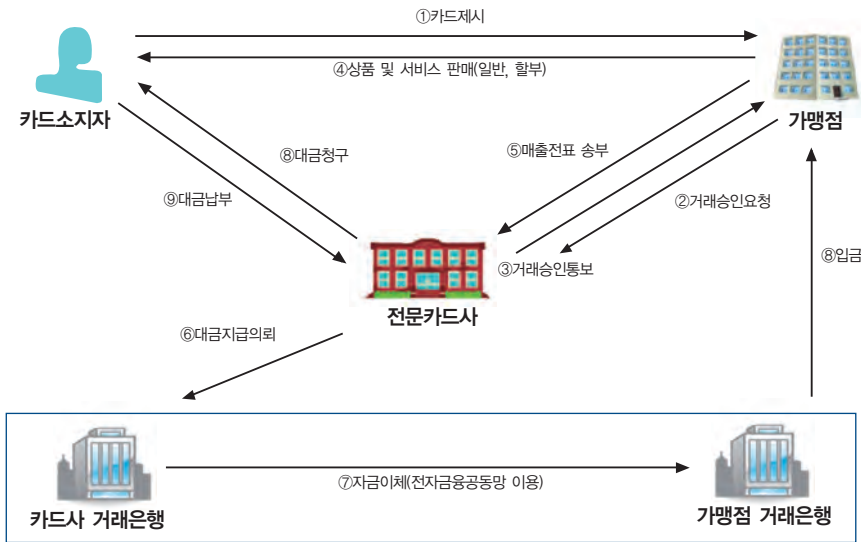 ①카드제시
④상품 및 서비스 판매(일반, 할부)
카드소지자
가맹점
⑧대금청구
⑤매출전표 송부
⑨대금납부
②거래승인요청
③거래승인통보
⑧입금
전문카드사
⑥대금지급의뢰
⑦자금이체(전자금융공동망 이용)
카드사 거래은행
가맹점 거래은행